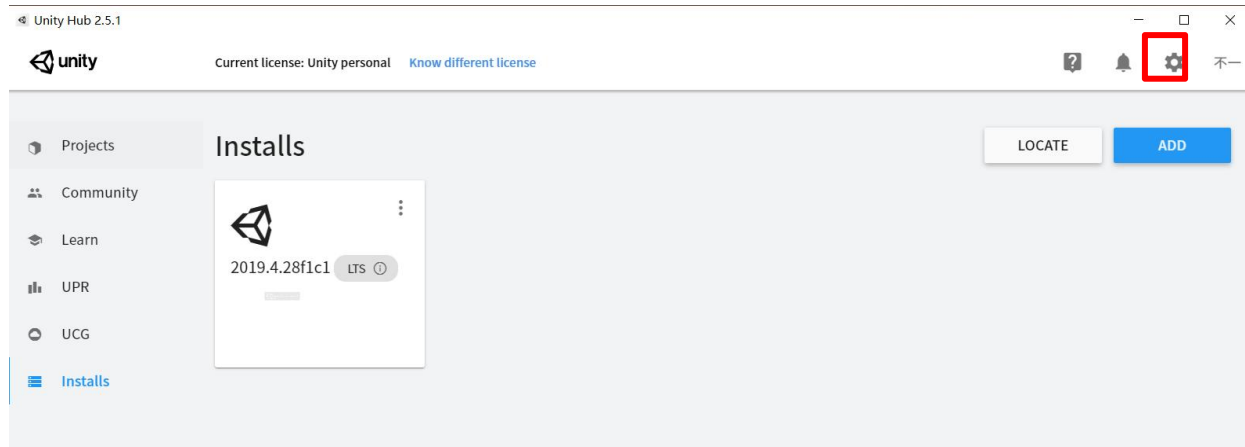 Unity Hub 2.5.1
unity
Current license: Unity personal Know different license
不一
Projects
Installs
LOCATE
ADD
Community
Learn
2019.4.28f1c1 LTS
UPR
UCG
Installs